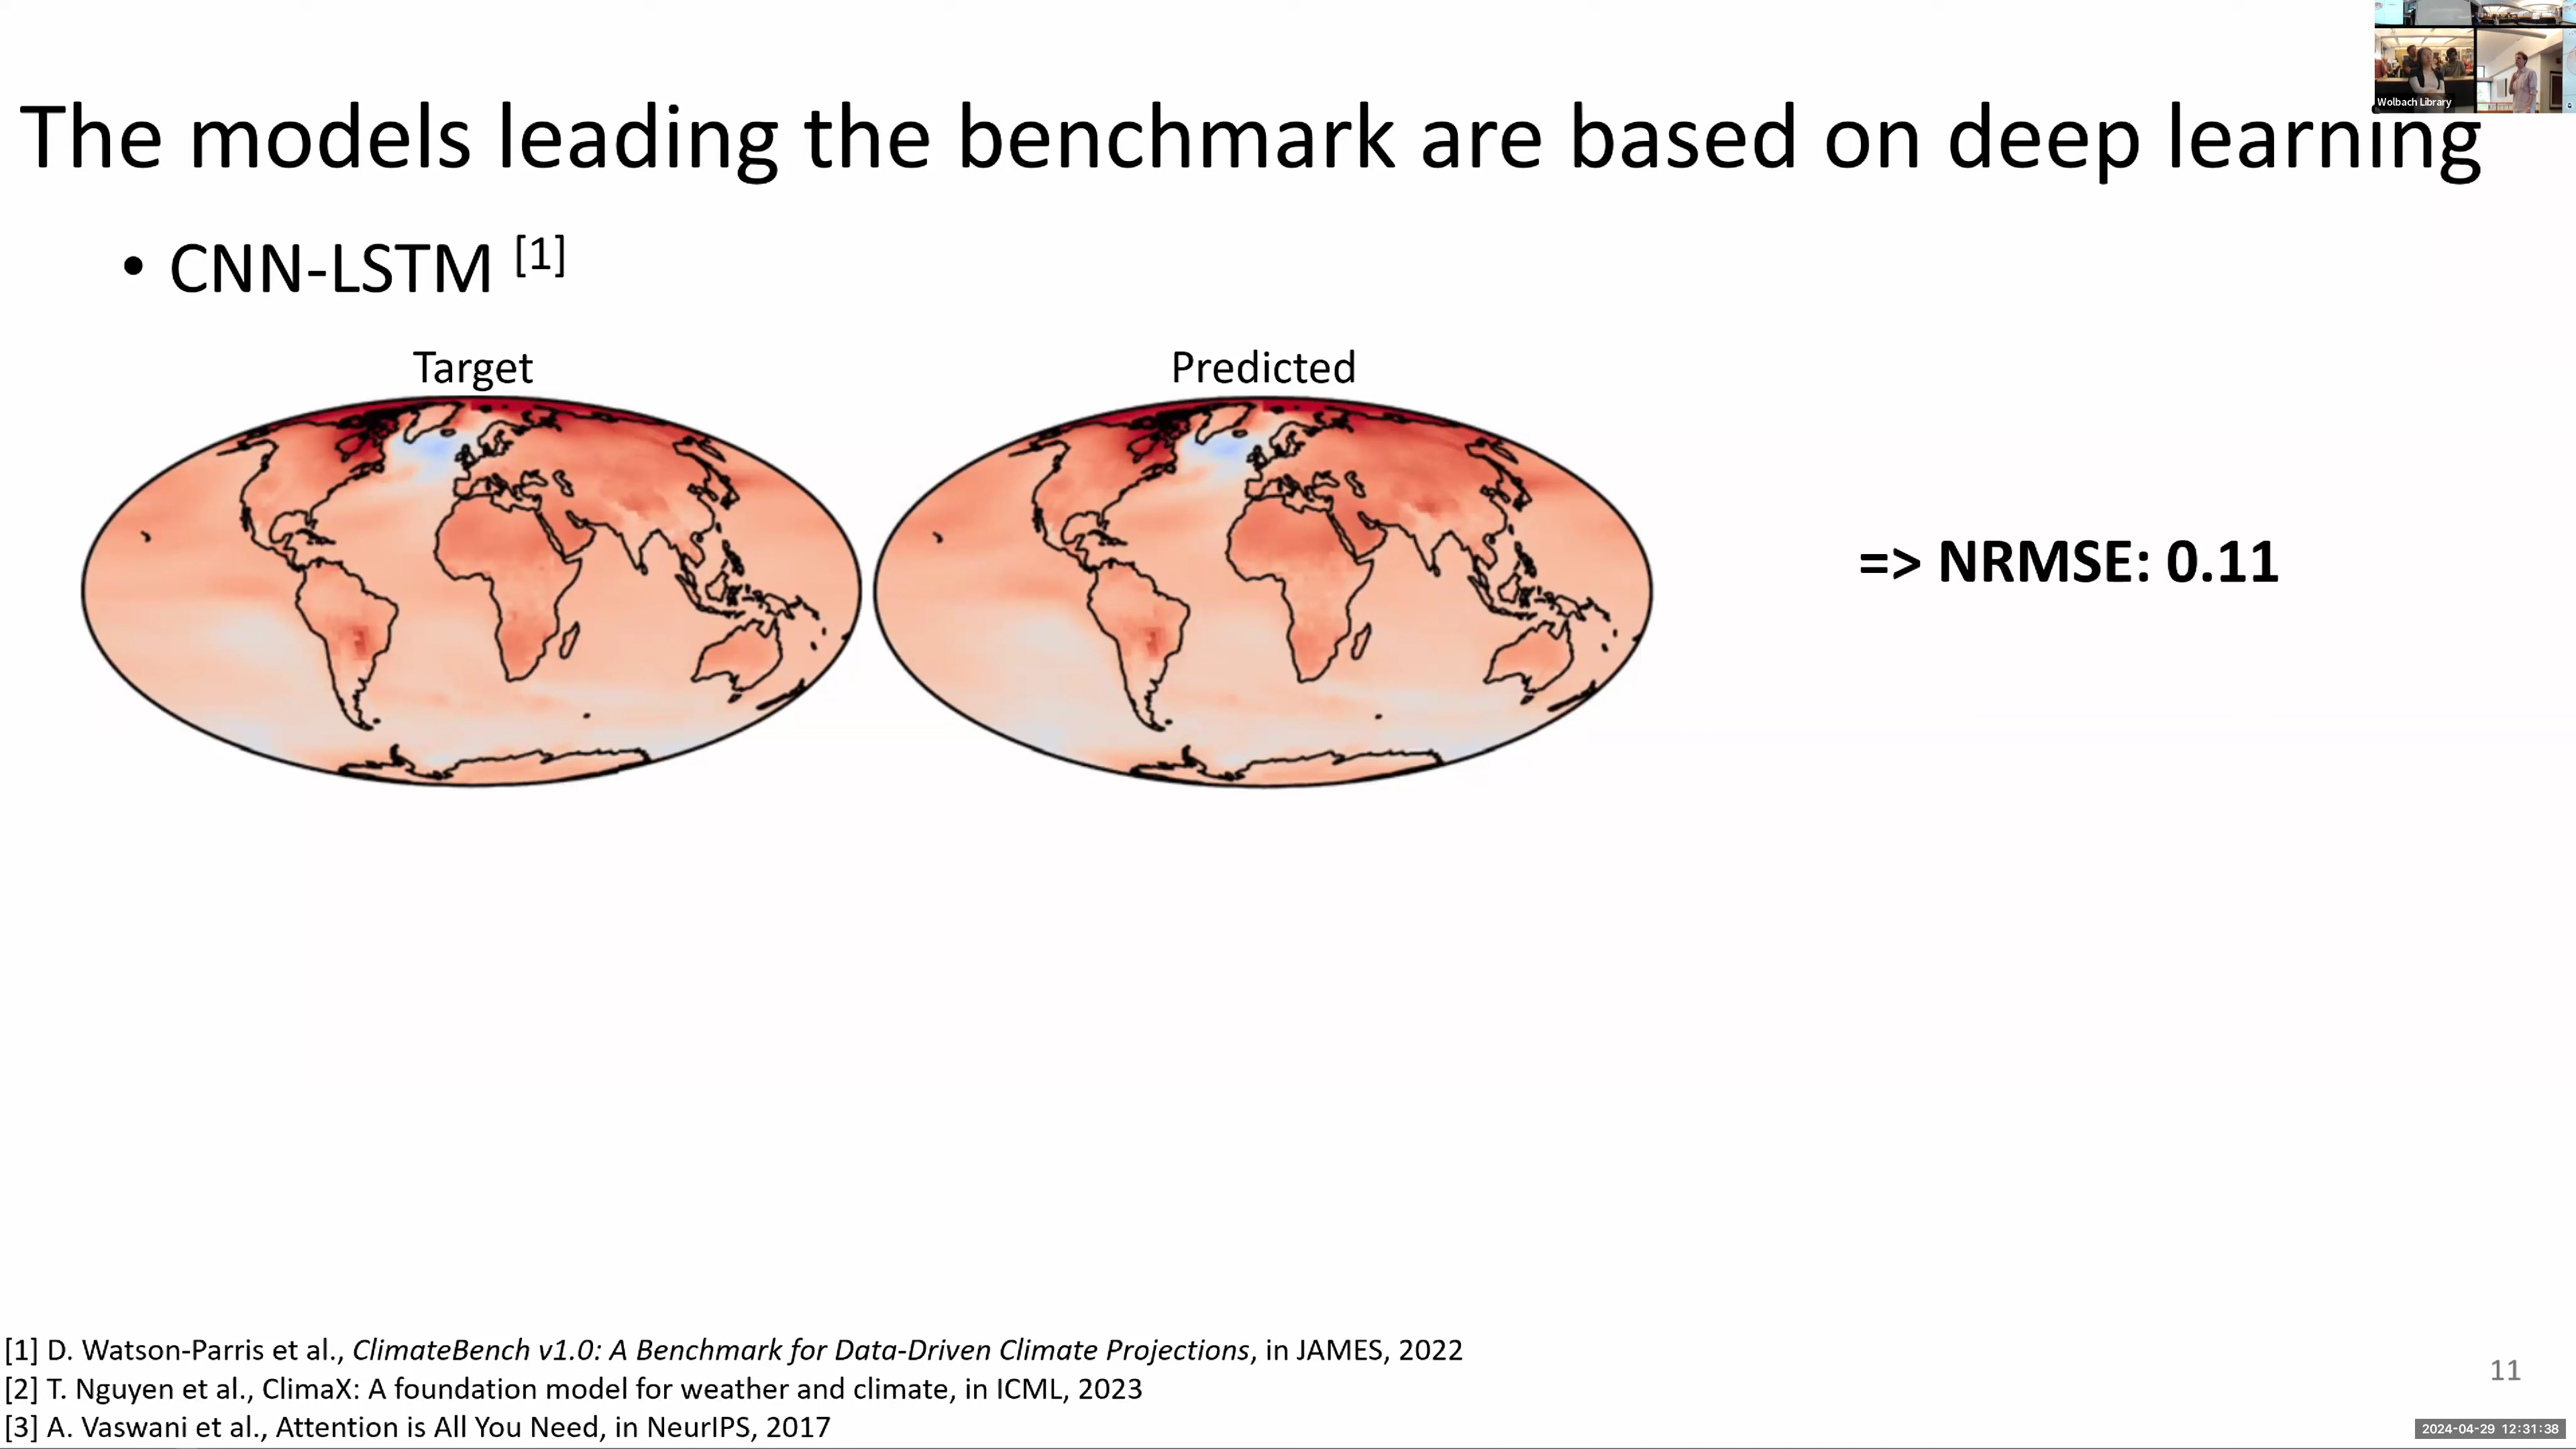 Wolbach Library
The models leading the benchmark are based on deep learning
• CNN-LSTM [1]
Target
Predicted
=> NRMSE: 0.11
[1] D. Watson-Parris et al., ClimateBench v1.0: A Benchmark for Data-Driven Climate Projections, in JAMES, 2022
[2] T. Nguyen et al., ClimaX: A foundation model for weather and climate, in ICML, 2023
[3] A. Vaswani et al., Attention is All You Need, in NeurIPS, 2017
11
2024-04-29 12:31:38